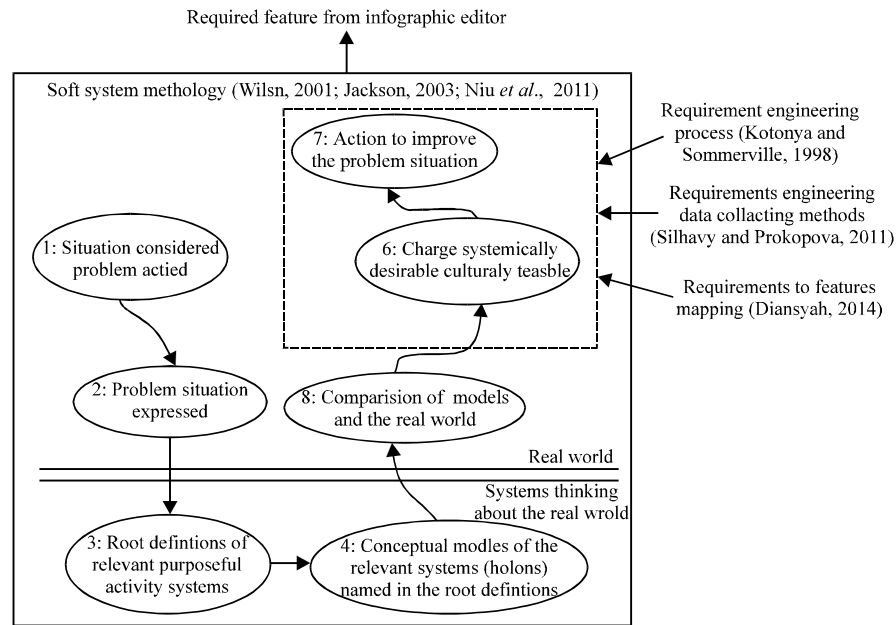 Required feature from infographic editor
Soft system methology (Wilsn, 2001; Jackson, 2003; Niu et al., 2011)
7: Action to improve
the problem situation
Requirement engineering
process (Kotonya and
Sommerville, 1998)
Requirements engineering
data collacting methods
(Silhavy and Prokopova, 2011)
1: Situation considered
problem actied
6: Charge systemically
desirable culturaly teasble
Requirements to features
mapping (Diansyah, 2014)
2: Problem situation
expressed
8: Comparision of models
and the real world
Real world
Systems thinking
about the real wrold
3: Root defintions of
relevant purposeful
activity systems
4: Conceptual modles of the
relevant systems (holons)
named in the root defintions